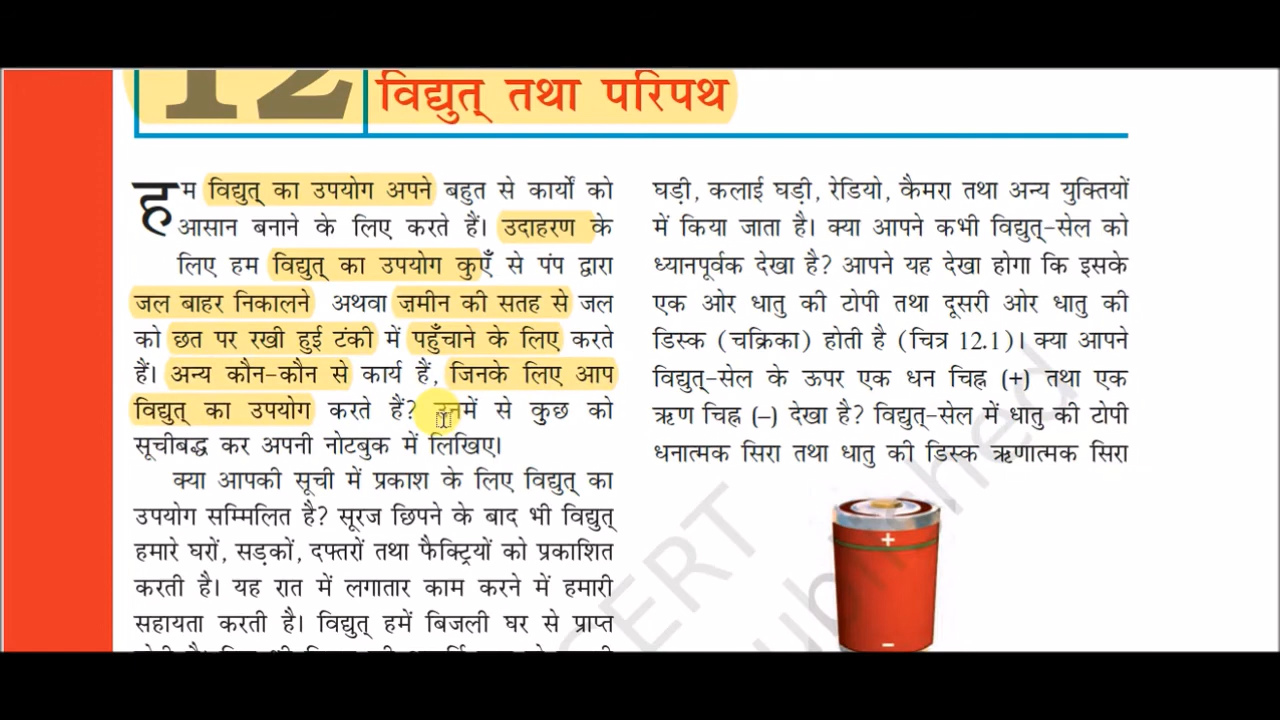 12
विद्युत् तथा परिपथ
हम विद्युत् का उपयोग अपने बहुत से कार्यों को
आसान बनाने के लिए करते हैं। उदाहरण के
लिए हम विद्युत् का उपयोग कुएँ से पंप द्वारा
जल बाहर निकालने अथवा ज़मीन की सतह से जल
को छत पर रखी हुई टंकी में पहुँचाने के लिए करते
हैं। अन्य कौन-कौन से कार्य हैं, जिनके लिए आप
विद्युत् का उपयोग करते हैं? उनमें से कुछ को
सूचीबद्ध कर अपनी नोटबुक में लिखिए।
क्या आपकी सूची में प्रकाश के लिए विद्युत् का
उपयोग सम्मिलित है? सूरज छिपने के बाद भी विद्युत्
हमारे घरों, सड़कों, दफ्तरों तथा फैक्ट्रियों को प्रकाशित
करती है। यह रात में लगातार काम करने में हमारी
सहायता करती है। विद्युत् हमें बिजली घर से प्राप्त
घड़ी, कलाई घड़ी, रेडियो, कैमरा तथा अन्य युक्तियों
में किया जाता है। क्या आपने कभी विद्युत्-सेल को
ध्यानपूर्वक देखा है? आपने यह देखा होगा कि इसके
एक ओर धातु की टोपी तथा दूसरी ओर धातु की
डिस्क (चक्रिका) होती है (चित्र 12.1)। क्या आपने
विद्युत्-सेल के ऊपर एक धन चिह्न (+) तथा एक
ऋण चिह्न (–) देखा है? विद्युत्-सेल में धातु की टोपी
धनात्मक सिरा तथा धातु की डिस्क ऋणात्मक सिरा
+
–